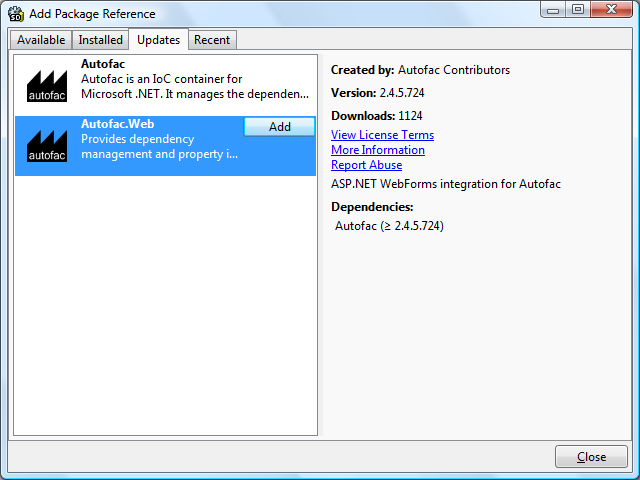 Add Package Reference
Available Installed Updates Recent
Autofac
Autofac is an IoC container for
Microsoft .NET. It manages the dependen...
autofac
Autofac.Web
Add
Provides dependency
management and property i...
autofac
Created by: Autofac Contributors
Version: 2.4.5.724
Downloads: 1124
View License Terms
More Information
Report Abuse
ASP.NET WebForms integration for Autofac
Dependencies:
Autofac (≥ 2.4.5.724)
Close